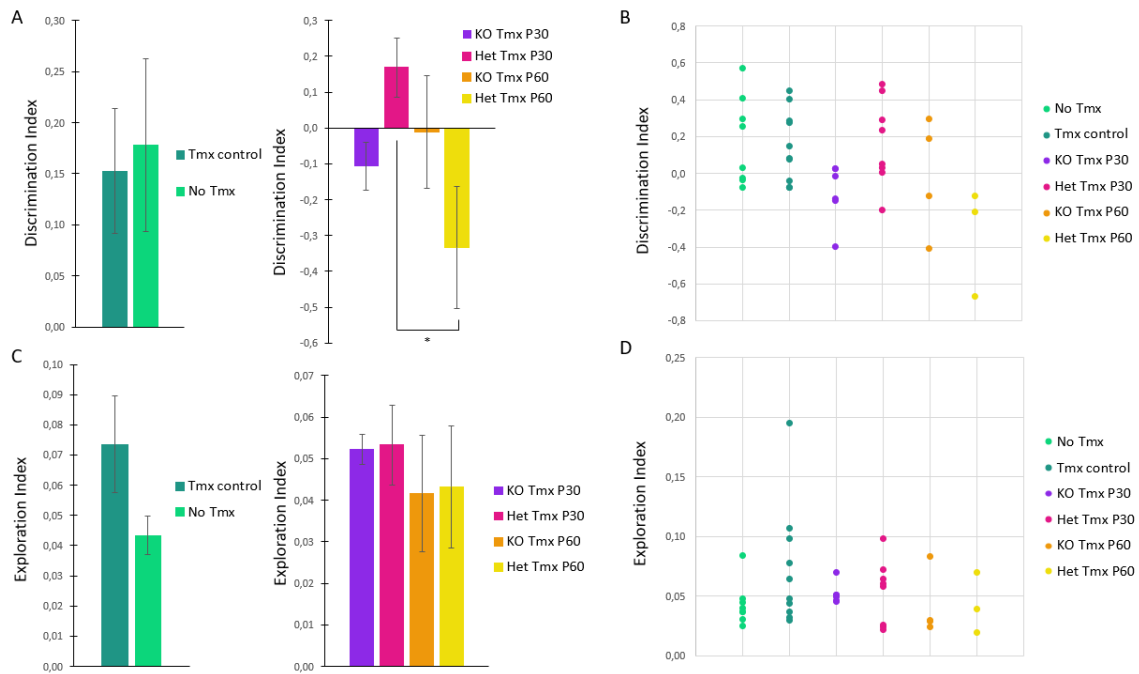 A
0,30
0,25
0,20
0,15
0,10
0,05
0,00
Discrimination Index
Tmx control
No Tmx
0,3
0,2
0,1
0,0
-0,1
-0,2
-0,3
-0,4
-0,5
-0,6
Discrimination Index
*
KO Tmx P30
Het Tmx P30
KO Tmx P60
Het Tmx P60
B
0,8
0,6
0,4
0,2
0,0
-0,2
-0,4
-0,6
-0,8
Discrimination Index
No Tmx
Tmx control
KO Tmx P30
Het Tmx P30
KO Tmx P60
Het Tmx P60
C
0,10
0,09
0,08
0,07
0,06
0,05
0,04
0,03
0,02
0,01
0,00
Exploration Index
Tmx control
No Tmx
0,07
0,06
0,05
0,04
0,03
0,02
0,01
0,00
Exploration Index
KO Tmx P30
Het Tmx P30
KO Tmx P60
Het Tmx P60
D
0,25
0,20
0,15
0,10
0,05
0,00
Exploration Index
No Tmx
Tmx control
KO Tmx P30
Het Tmx P30
KO Tmx P60
Het Tmx P60